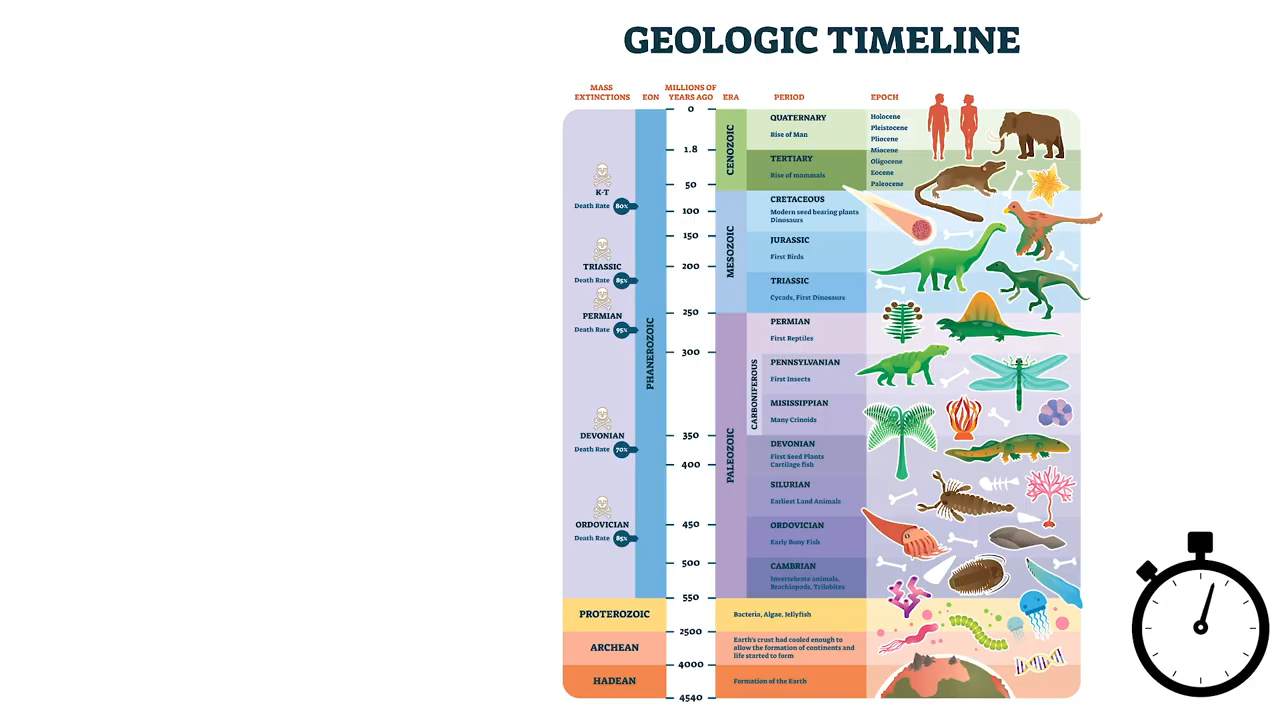 GEOLOGIC TIMELINE
MASS
EXTINCTIONS
EON
MILLIONS OF
YEARS AGO
ERA
PERIOD
EPOCH
0
1.8
50
100
150
200
250
300
350
400
450
500
550
2500
4000
4540
K-T
Death Rate 80%
TRIASSIC
Death Rate 85%
PERMIAN
Death Rate 95%
DEVONIAN
Death Rate 70%
ORDOVICIAN
Death Rate 85%
PHANEROZOIC
CENOZOIC
MESOZOIC
PALEOZOIC
CARBONIFEROUS
QUATERNARY
Rise of Man
TERTIARY
Rise of mammals
CRETACEOUS
Modern seed bearing plants
Dinosaurs
JURASSIC
First Birds
TRIASSIC
Cycads, First Dinosaurs
PERMIAN
First Reptiles
PENNSYLVANIAN
First Insects
MISISSIPPIAN
Many Crinoids
DEVONIAN
First Seed Plants
Cartilage fish
SILURIAN
Earliest Land Animals
ORDOVICIAN
Early Bony Fish
CAMBRIAN
Invertebrate animals,
Brachiopods, Trilobites
Holocene
Pleistocene
Pliocene
Miocene
Oligocene
Eocene
Paleocene
PROTEROZOIC
Bacteria, Algae, Jellyfish
ARCHEAN
Earth's crust had cooled enough to
allow the formation of continents and
life started to form
HADEAN
Formation of the Earth